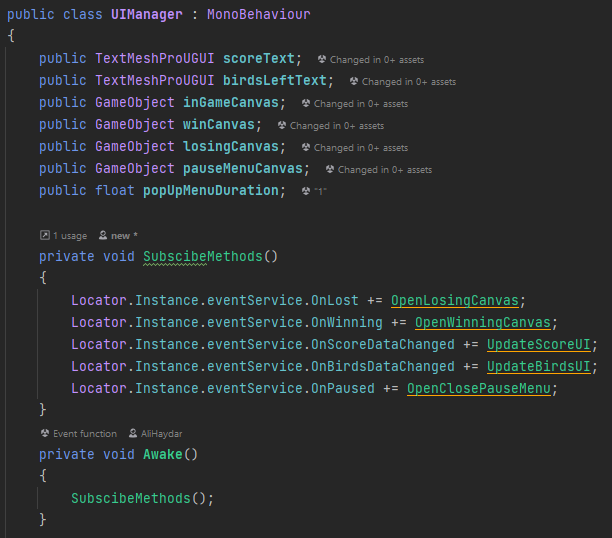 public class UIManager : MonoBehaviour
{
public TextMeshProUGUI scoreText; Changed in 0+ assets
public TextMeshProUGUI birdsLeftText; Changed in 0+ assets
public GameObject inGameCanvas; Changed in 0+ assets
public GameObject winCanvas; Changed in 0+ assets
public GameObject losingCanvas; Changed in 0+ assets
public GameObject pauseMenuCanvas; Changed in 0+ assets
public float popUpMenuDuration; "1"
1 usage new *
private void SubscibeMethods()
{
Locator.Instance.eventService.OnLost += OpenLosingCanvas;
Locator.Instance.eventService.OnWinning += OpenWinningCanvas;
Locator.Instance.eventService.OnScoreDataChanged += UpdateScoreUI;
Locator.Instance.eventService.OnBirdsDataChanged += UpdateBirdsUI;
Locator.Instance.eventService.OnPaused += OpenClosePauseMenu;
}
Event function AliHaydar
private void Awake()
{
SubscibeMethods();
}